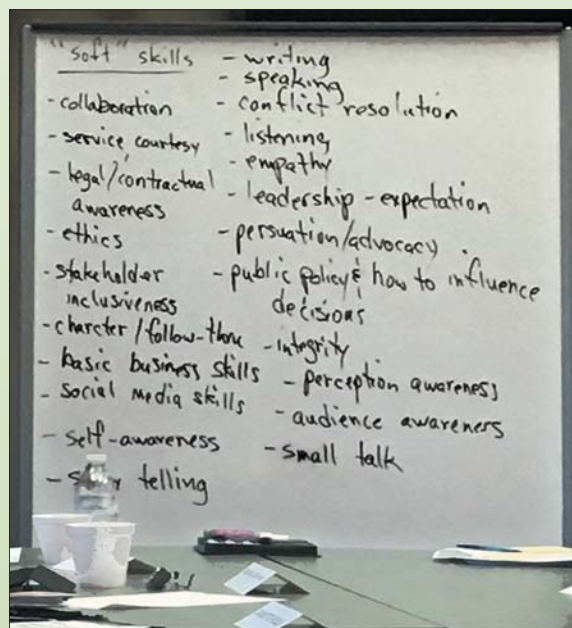 "soft" skills
- collaboration
- service courtesy
- legal/contractual
awareness
- ethics
- stakeholder
inclusiveness
- charcter/follow-thru
- basic business skills
- social media skills
- self-awareness
- telling
- writing
- speaking
- conflict resolution
- listening
- empathy
- leadership - expectation
- persuation/advocacy
- public policy & how to influence
decisions
- integrity
- perception awareness
- audience awareness
- small talk